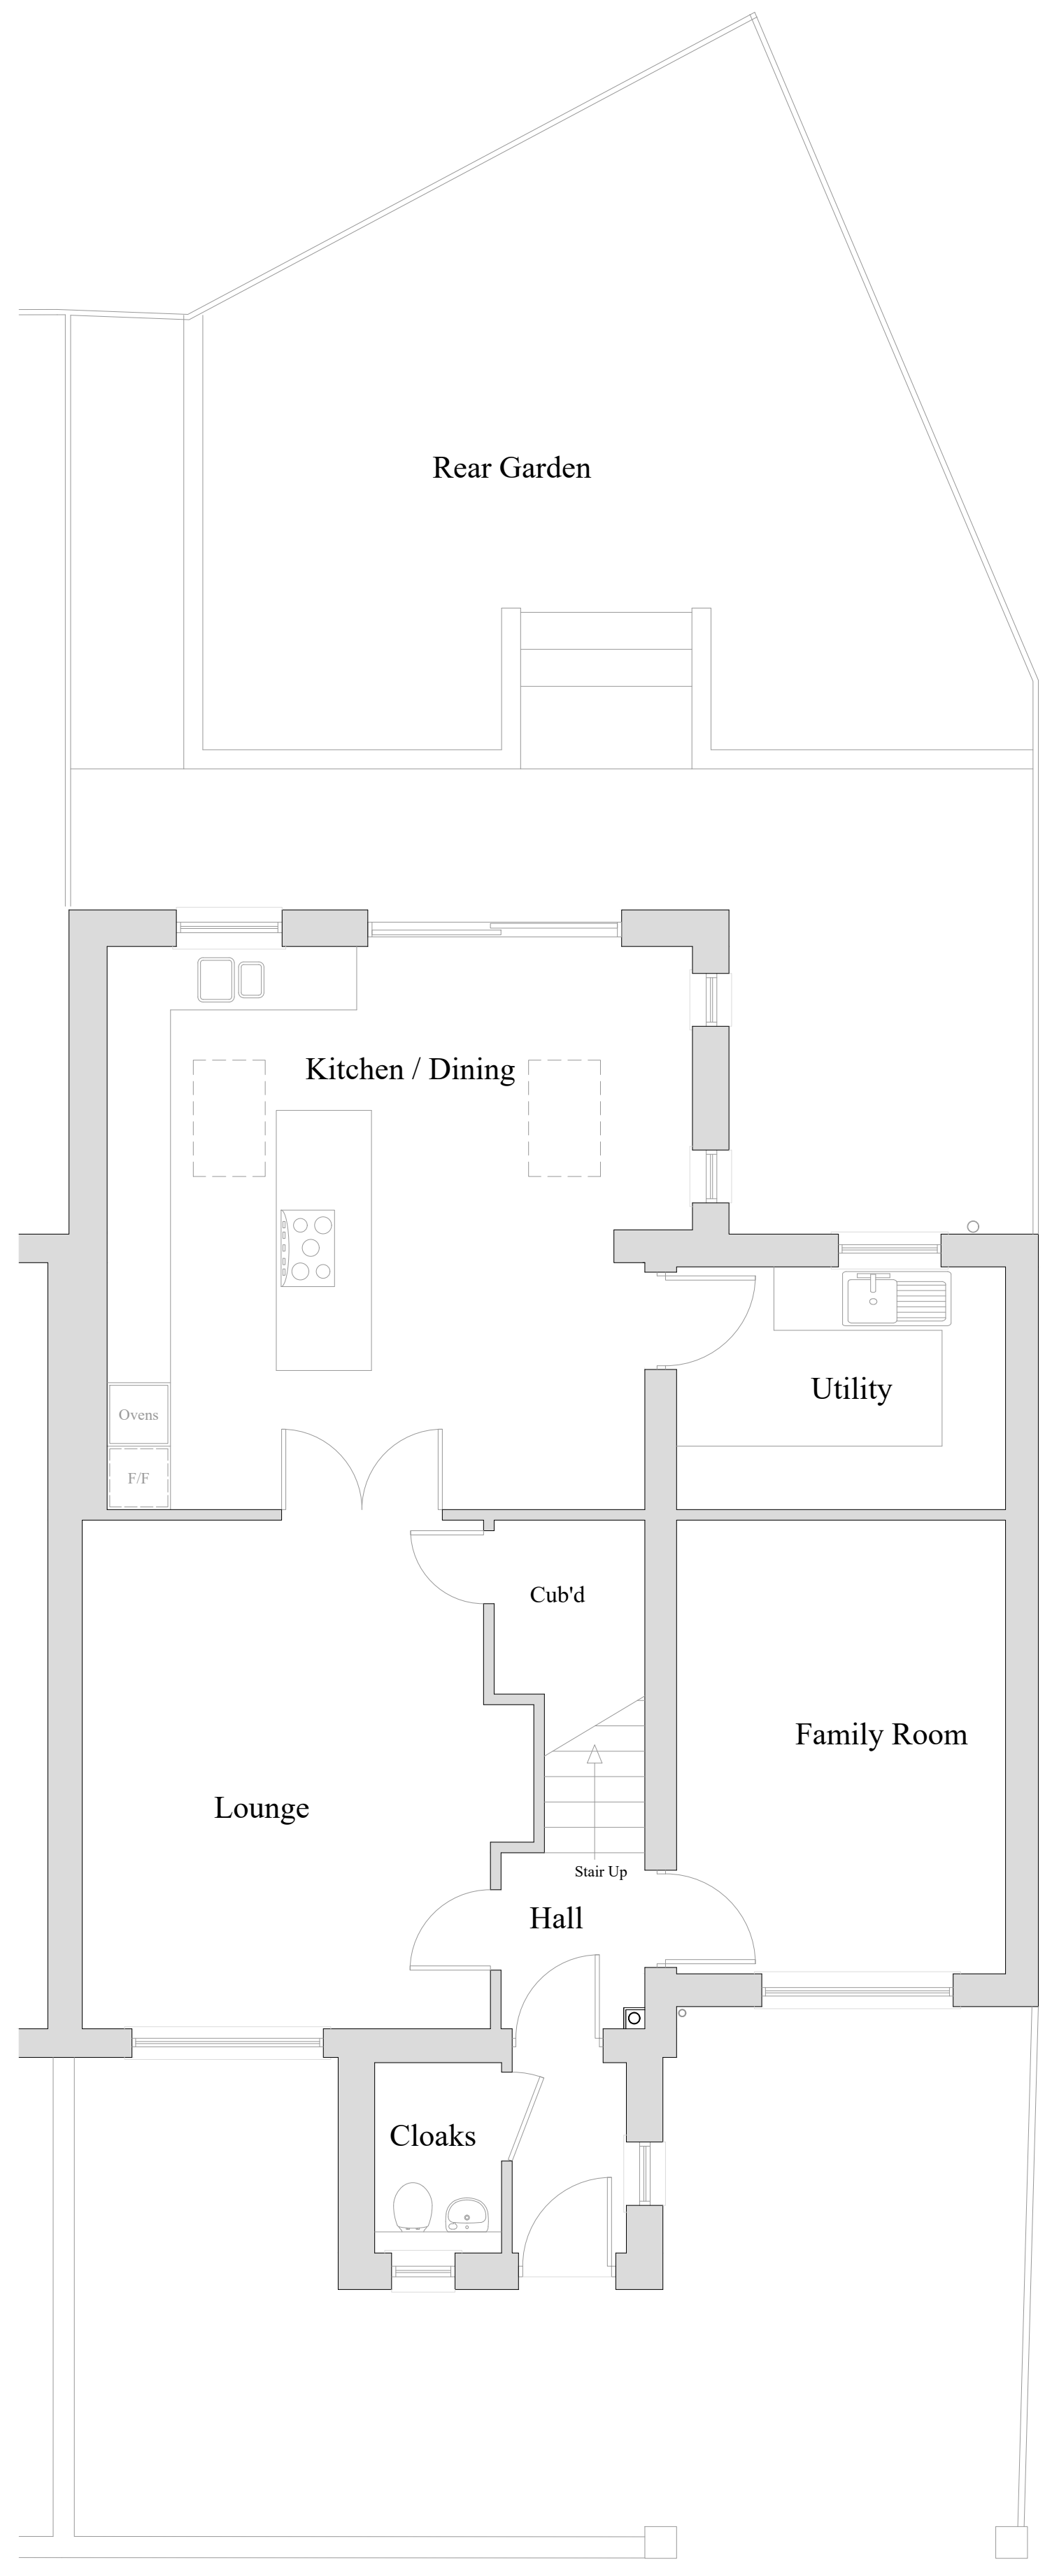 Rear Garden
Kitchen / Dining
Utility
Ovens
F/F
Cub'd
Family Room
Lounge
Stair Up
Hall
Cloaks